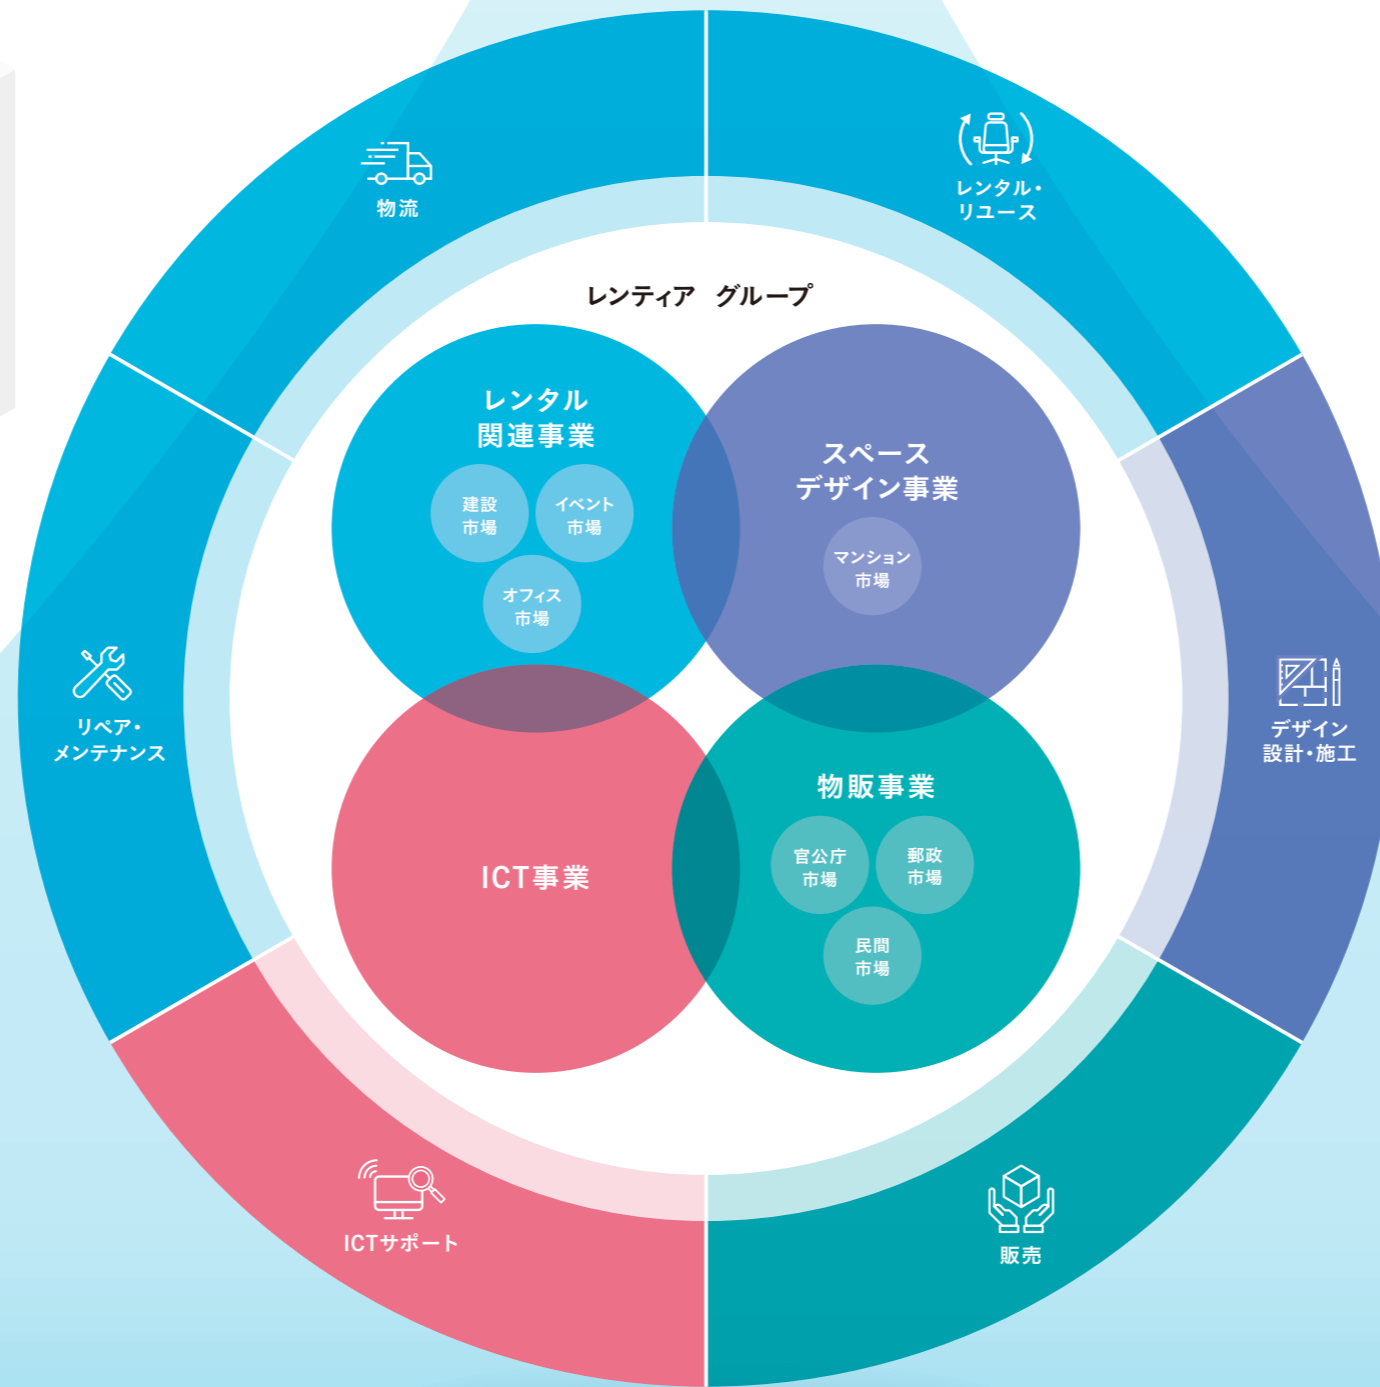 物流
レンタル・
リユース
レンティア グループ
レンタル
関連事業
建設
市場
イベント
市場
オフィス
市場
スペース
デザイン事業
マンション
市場
リペア・
メンテナンス
デザイン
設計・施工
ICT事業
物販事業
官公庁
市場
郵政
市場
民間
市場
ICTサポート
販売